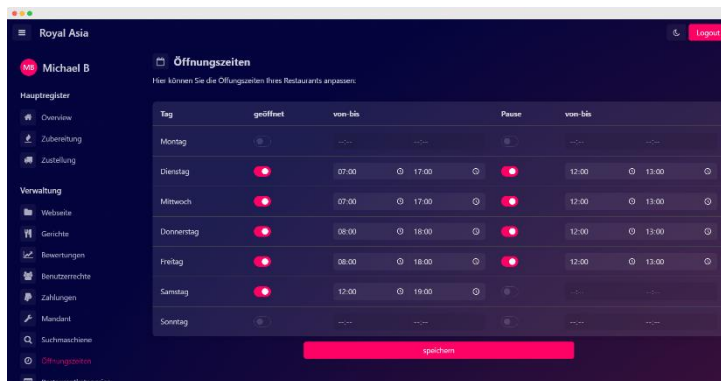 Royal Asia
Logout
MB Michael B
Öffnungszeiten
Hier können Sie die Öffungszeiten Ihres Restaurants anpassen:
Hauptregister
Overview
Zubereitung
Zustellung
Verwaltung
Webseite
Gerichte
Bewertungen
Benutzerrechte
Zahlungen
Mandant
Suchmaschiene
Öffnungszeiten
Tag geöffnet von-bis Pause von-bis
Montag --:-- --:-- --:-- --:--
Dienstag 07:00 17:00 12:00 13:00
Mittwoch 07:00 17:00 12:00 13:00
Donnerstag 08:00 18:00 12:00 13:00
Freitag 08:00 18:00 12:00 13:00
Samstag 12:00 19:00 --:-- --:--
Sonntag --:-- --:-- --:-- --:--
speichern